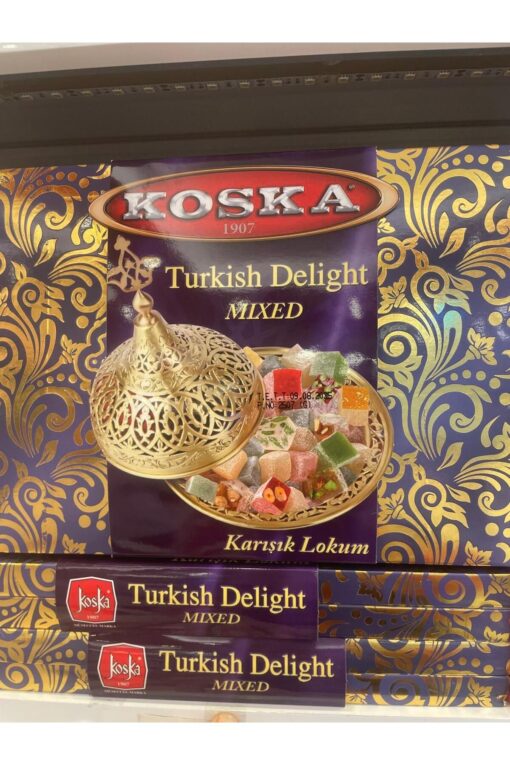 KOSKA
1907
Turkish Delight
MIXED
Karışık Lokum
Koska
1907
Turkish Delight
MIXED
Koska
1907
Turkish Delight
MIXED